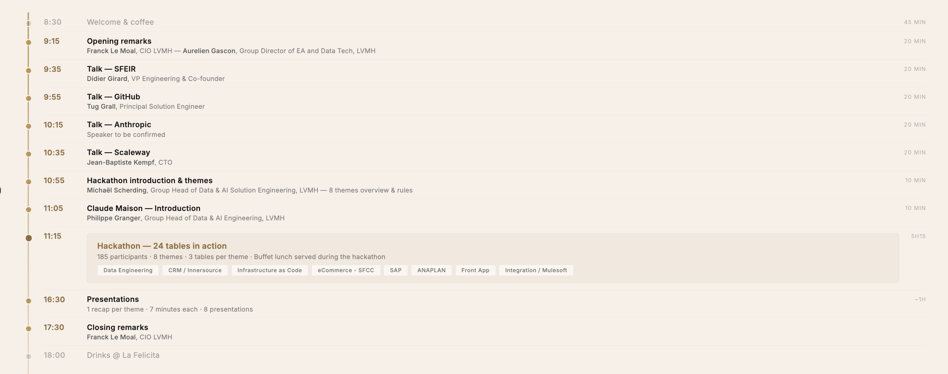 8:30 Welcome & coffee 45 MIN
9:15 Opening remarks 20 MIN
Franck Le Moal, CIO LVMH — Aurelien Gascon, Group Director of EA and Data Tech, LVMH
9:35 Talk — SFEIR 20 MIN
Didier Girard, VP Engineering & Co-founder
9:55 Talk — GitHub 20 MIN
Tug Grall, Principal Solution Engineer
10:15 Talk — Anthropic 20 MIN
Speaker to be confirmed
10:35 Talk — Scaleway 20 MIN
Jean-Baptiste Kempf, CTO
10:55 Hackathon introduction & themes 10 MIN
Michaël Scherding, Group Head of Data & AI Solution Engineering, LVMH — 8 themes overview & rules
11:05 Claude Maison — Introduction 10 MIN
Philippe Granger, Group Head of Data & AI Engineering, LVMH
11:15 5H15
Hackathon — 24 tables in action
185 participants · 8 themes · 3 tables per theme · Buffet lunch served during the hackathon
Data Engineering CRM / Innersource Infrastructure as Code eCommerce - SFCC SAP ANAPLAN Front App Integration / Mulesoft
16:30 Presentations ~1H
1 recap per theme · 7 minutes each · 8 presentations
17:30 Closing remarks
Franck Le Moal, CIO LVMH
18:00 Drinks @ La Felicita